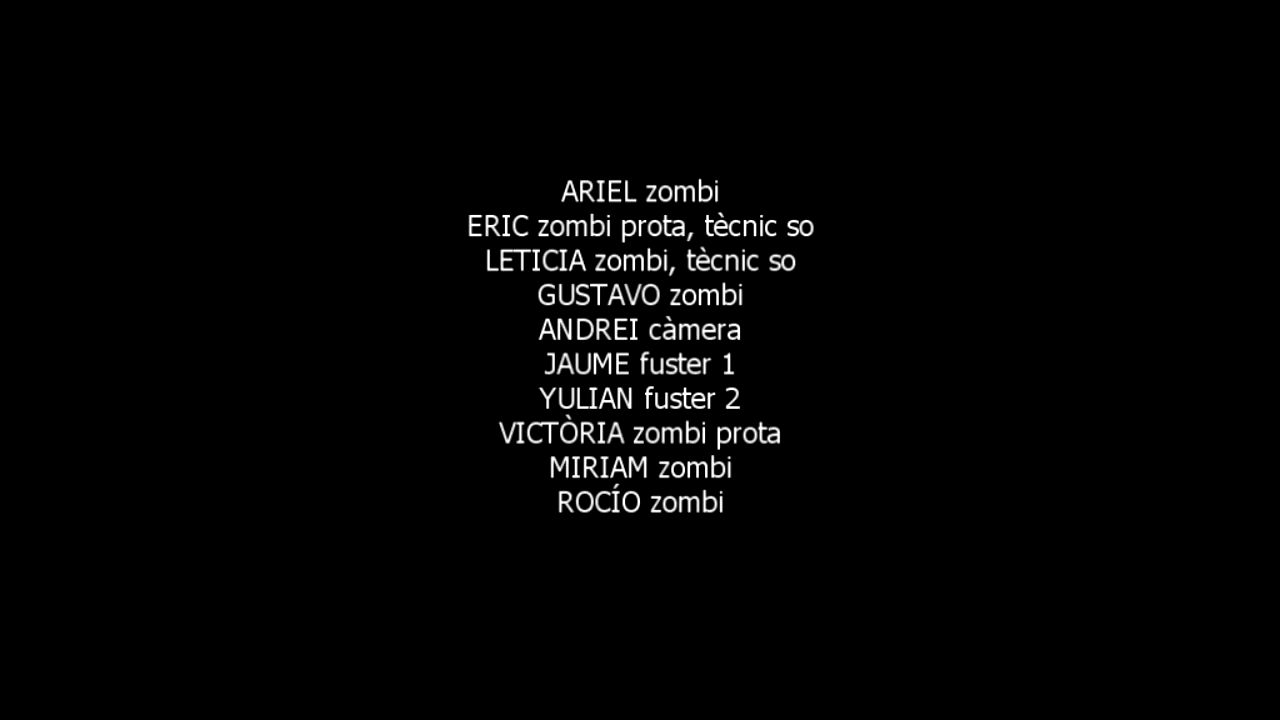 ARIEL zombi
ERIC zombi prota, tècnic so
LETICIA zombi, tècnic so
GUSTAVO zombi
ANDREI càmera
JAUME fuster 1
YULIAN fuster 2
VICTÒRIA zombi prota
MIRIAM zombi
ROCÍO zombi